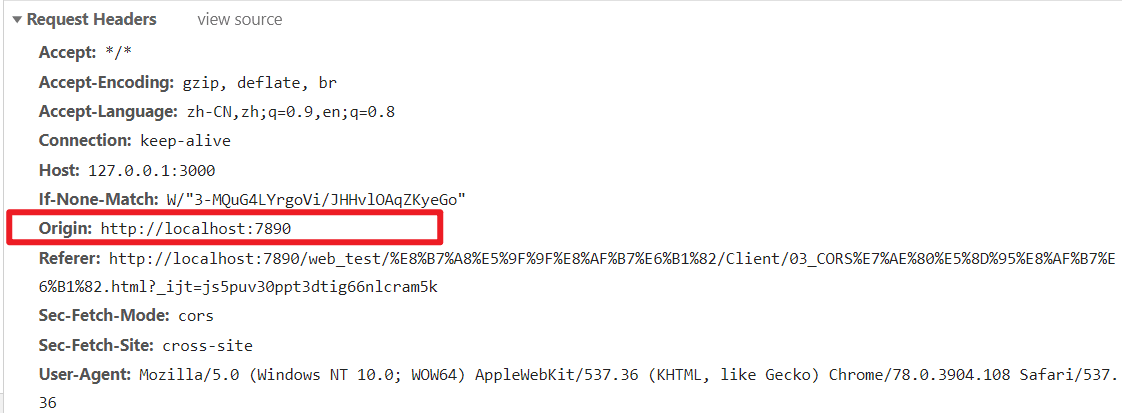 Request Headers view source
Accept: */*
Accept-Encoding: gzip, deflate, br
Accept-Language: zh-CN,zh;q=0.9,en;q=0.8
Connection: keep-alive
Host: 127.0.0.1:3000
If-None-Match: W/"3-MQuG4LYrgoVi/JHHvlOAqZKyeGo"
Origin: http://localhost:7890
Referer: http://localhost:7890/web_test/%E8%B7%A8%E5%9F%9F%E8%AF%B7%E6%B1%82/Client/03_CORS%E7%AE%80%E5%8D%95%E8%AF%B7%E
6%B1%82.html?_ijt=js5puv30ppt3dtig66nlcram5k
Sec-Fetch-Mode: cors
Sec-Fetch-Site: cross-site
User-Agent: Mozilla/5.0 (Windows NT 10.0; WOW64) AppleWebKit/537.36 (KHTML, like Gecko) Chrome/78.0.3904.108 Safari/537.
36